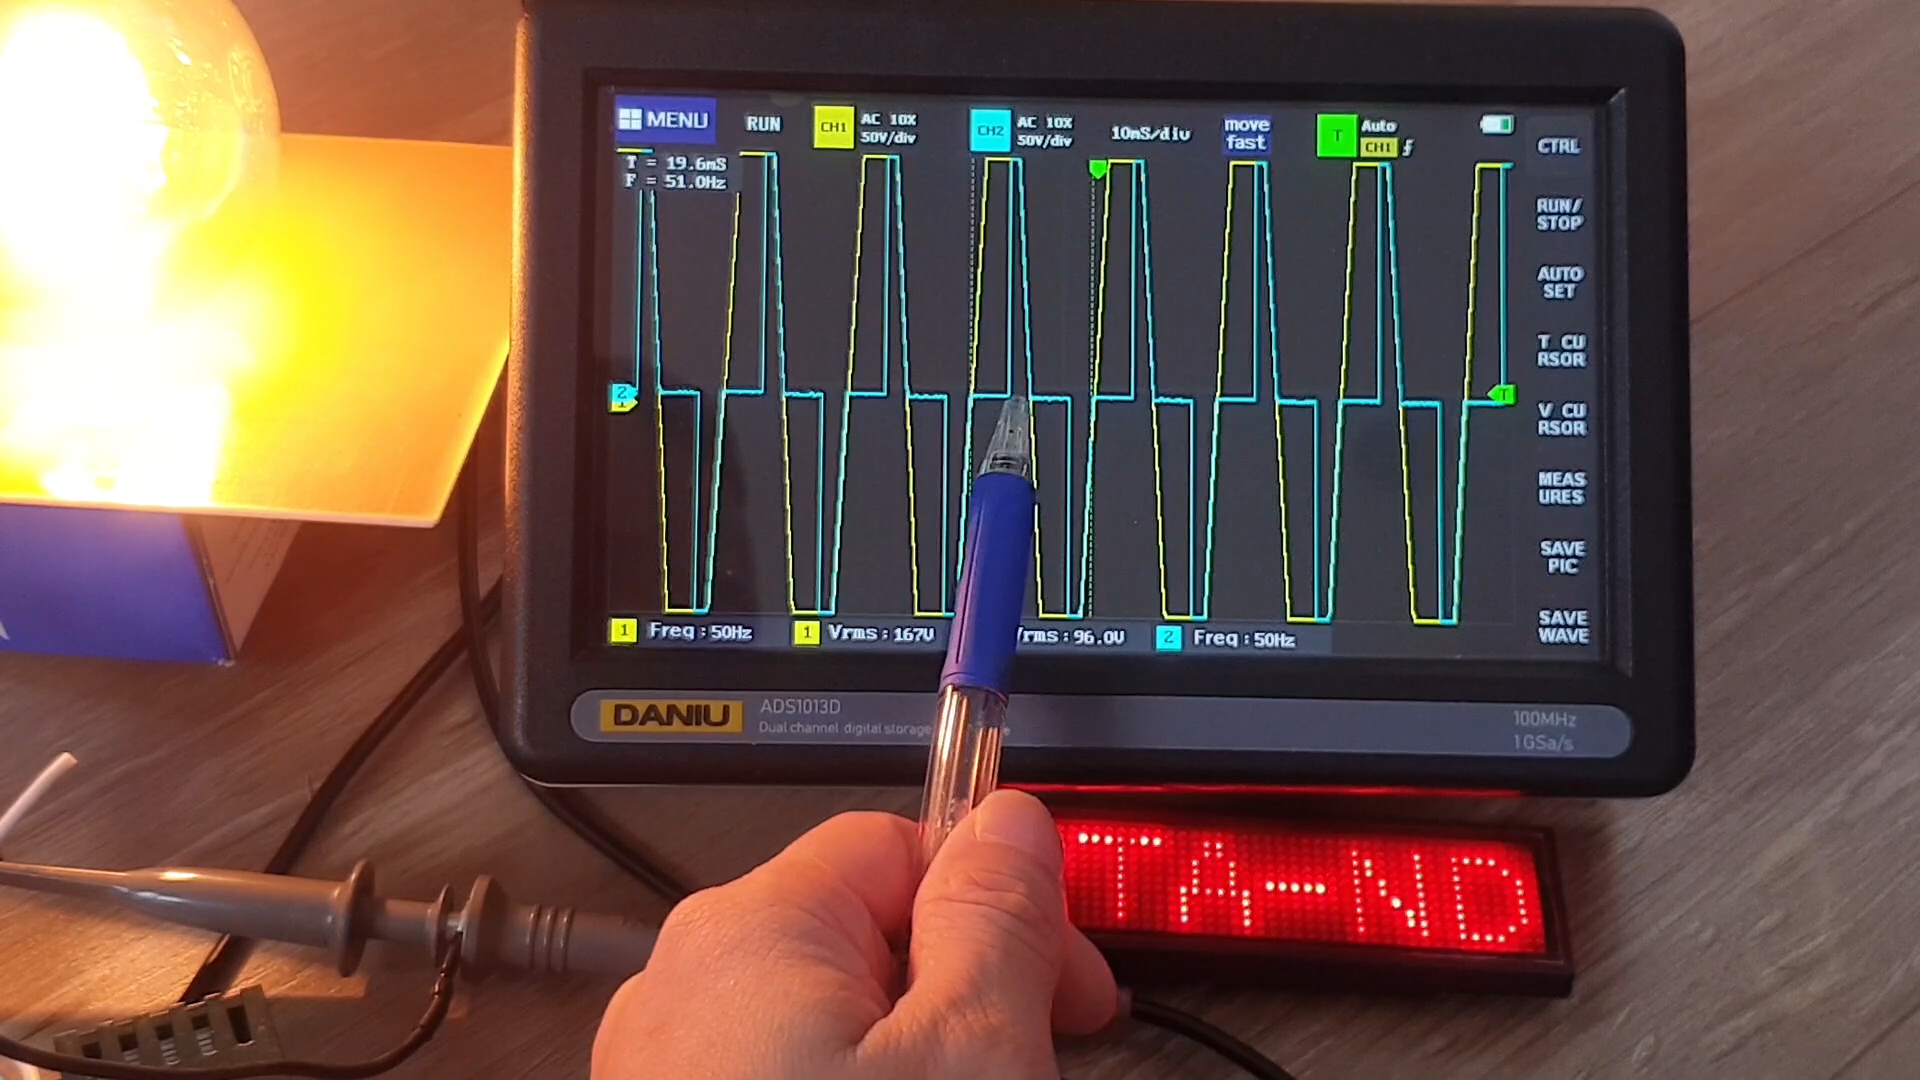 MENU RUN CH1 AC 10X 50V/div CH2 AC 10X 50V/div 10mS/div move fast T Auto CH1 CTRL
T = 19.6mS
F = 51.0Hz
RUN/
STOP
AUTO
SET
T CU
RSOR
2
1
T
V CU
RSOR
MEAS
URES
SAVE
PIC
SAVE
WAVE
1 Freq:50Hz 1 Vrms:167V rms:96.0V 2 Freq:50Hz
DANIU ADS1013D
Dual channel digital storage
100MHz
1GSa/s
TA-ND